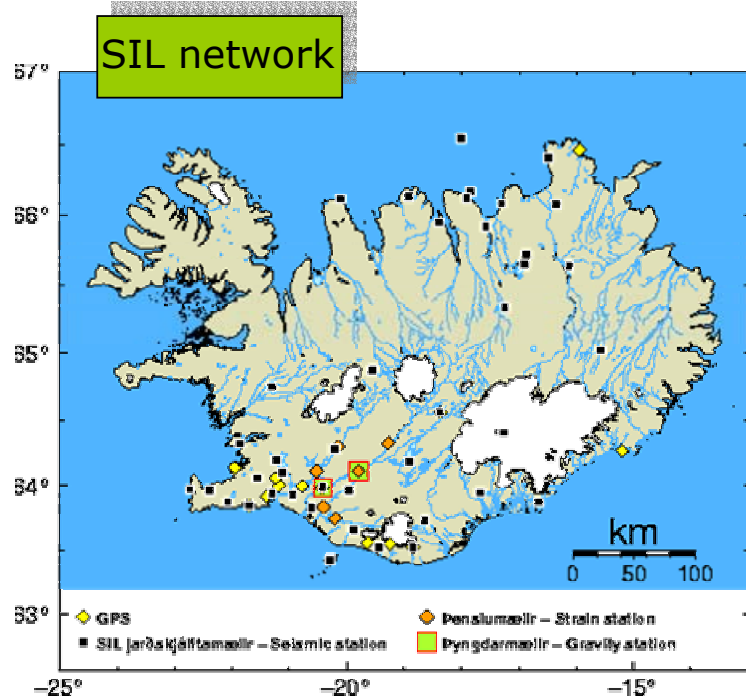 SIL network
67°
66°
65°
64°
63°
km
0 50 100
GPS
Þenslumælir – Strain station
SIL jarðskjálftamælir – Seismic station
Þyngdarmælir – Gravity station
−25° −20° −15°